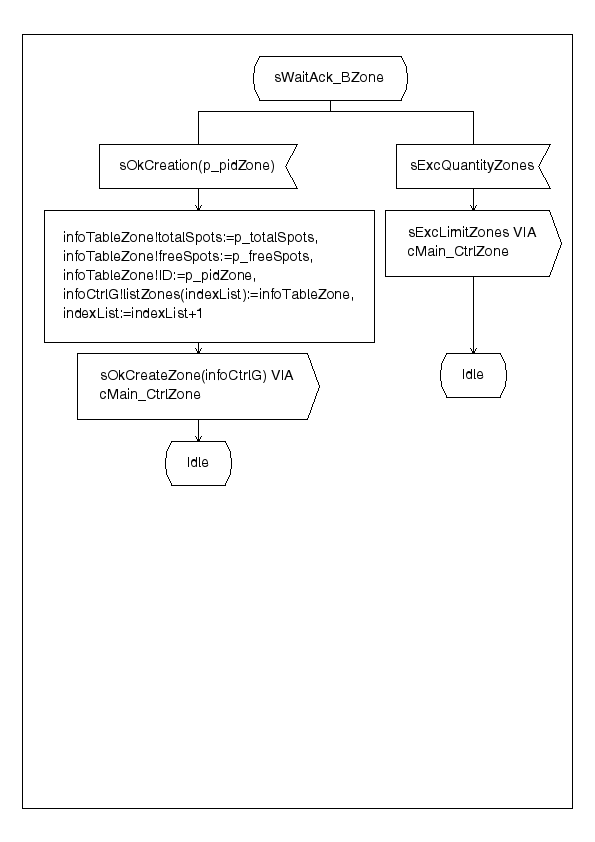 sWaitAck_BZone
sOkCreation(p_pidZone)
sExcQuantityZones
infoTableZone!totalSpots:=p_totalSpots,
infoTableZone!freeSpots:=p_freeSpots,
infoTableZone!ID:=p_pidZone,
infoCtrlG!listZones(indexList):=infoTableZone,
indexList:=indexList+1
sExcLimitZones VIA
cMain_CtrlZone
sOkCreateZone(infoCtrlG) VIA
cMain_CtrlZone
Idle
Idle